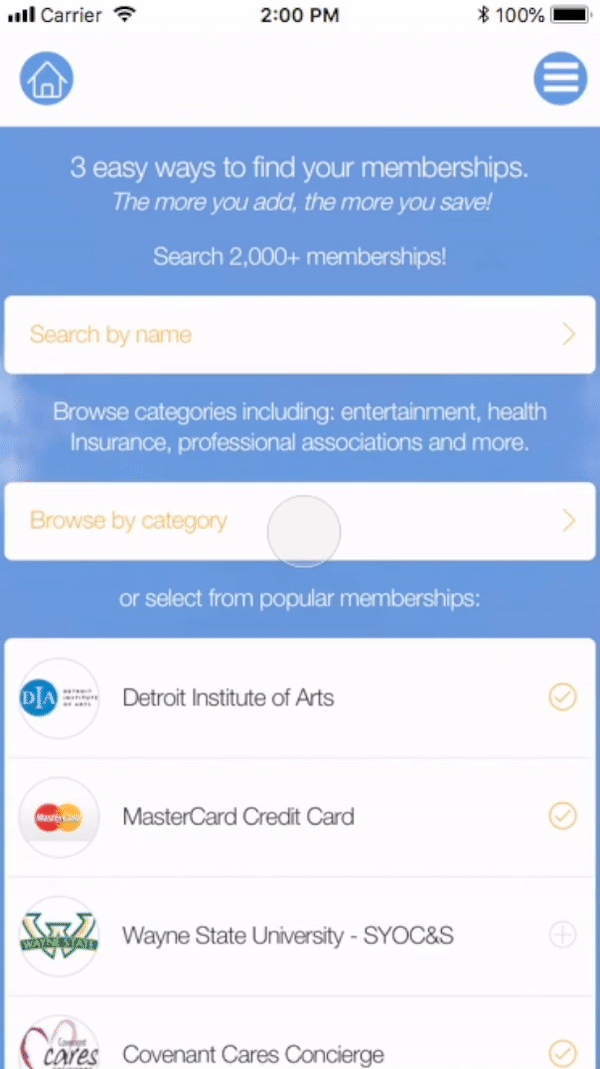 Carrier 2:00 PM 100%
3 easy ways to find your memberships.
The more you add, the more you save!
Search 2,000+ memberships!
Search by name
Browse categories including: entertainment, health
Insurance, professional associations and more.
Browse by category
or select from popular memberships:
DIA
DETROIT
INSTITUTE
OF ARTS
Detroit Institute of Arts
MasterCard
MasterCard Credit Card
WAYNE STATE
Wayne State University - SYOC&S
Covenant
Cares
Covenant Cares Concierge